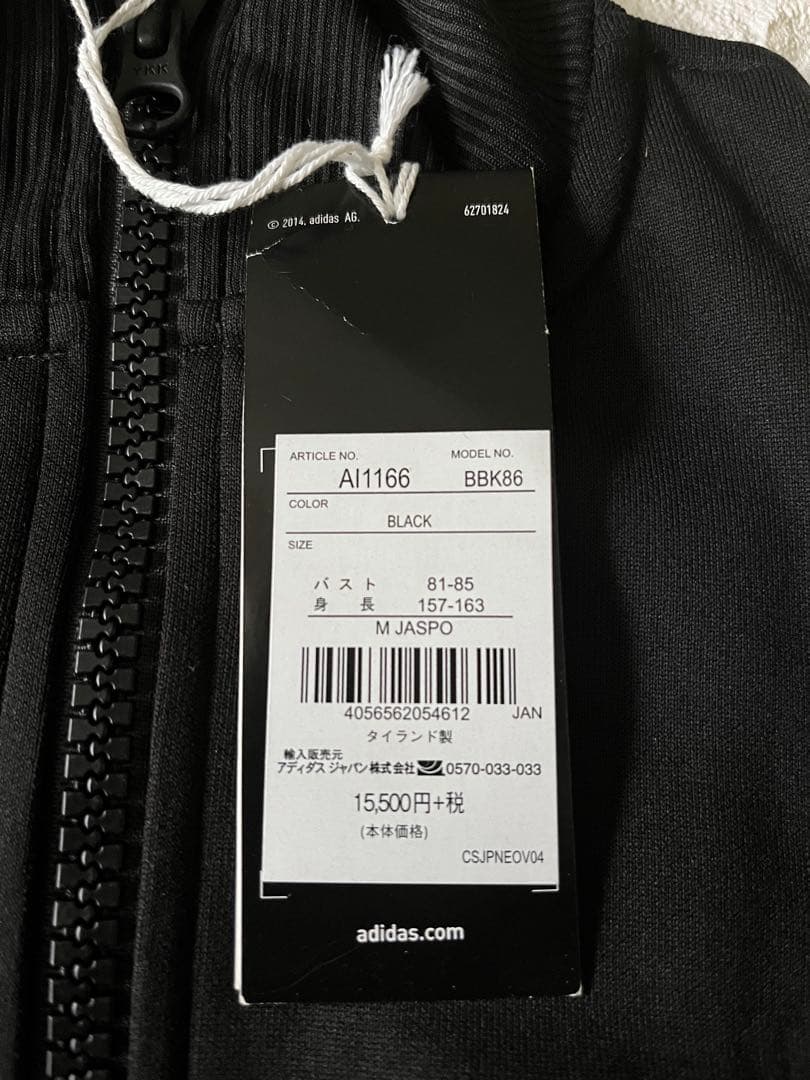 YKK
© 2014. adidas AG. 62701824
ARTICLE NO. MODEL NO.
AI1166 BBK86
COLOR
BLACK
SIZE
バスト 81-85
身長 157-163
M JASPO
4056562054612 JAN
タイランド製
輸入販売元
アディダス ジャパン株式会社 0570-033-033
15,500円+税
(本体価格)
CSJPNEOV04
adidas.com